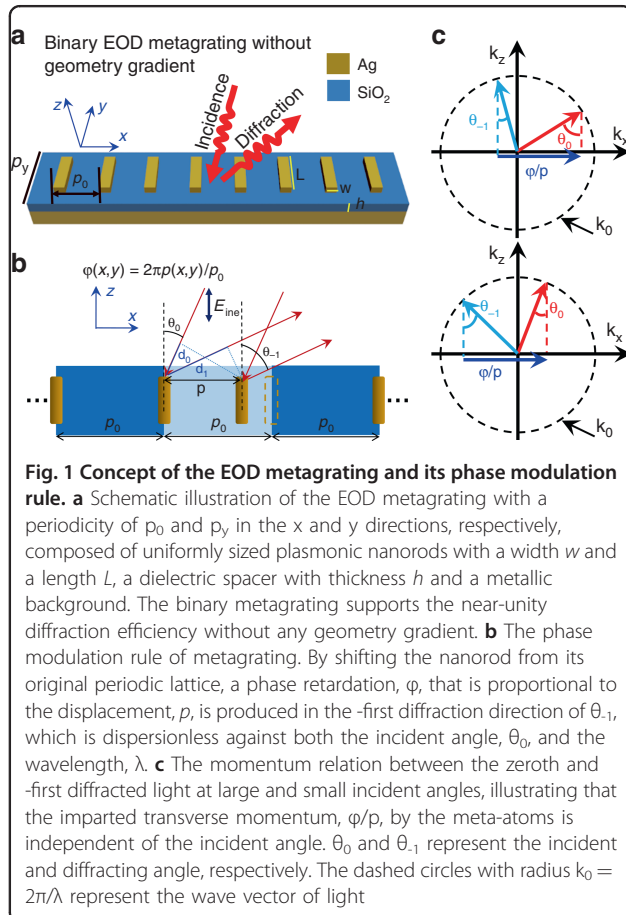 a
Binary EOD metagrating without
geometry gradient
Ag
SiO₂
z
y
x
Incidence
Diffraction
p_y
p₀
L
w
h
b
φ(x,y) = 2πp(x,y)/p₀
z
x
θ₀
E_ine
θ₋₁
d₀
d₁
p
...
...
p₀
p₀
p₀
c
k_z
k_x
θ₋₁
θ₀
φ/p
k₀
k_z
k_x
θ₋₁
θ₀
φ/p
k₀
Fig. 1 Concept of the EOD metagrating and its phase modulation
rule. a Schematic illustration of the EOD metagrating with a
periodicity of p₀ and p_y in the x and y directions, respectively,
composed of uniformly sized plasmonic nanorods with a width w and
a length L, a dielectric spacer with thickness h and a metallic
background. The binary metagrating supports the near-unity
diffraction efficiency without any geometry gradient. b The phase
modulation rule of metagrating. By shifting the nanorod from its
original periodic lattice, a phase retardation, φ, that is proportional to
the displacement, p, is produced in the -first diffraction direction of θ₋₁,
which is dispersionless against both the incident angle, θ₀, and the
wavelength, λ. c The momentum relation between the zeroth and
-first diffracted light at large and small incident angles, illustrating that
the imparted transverse momentum, φ/p, by the meta-atoms is
independent of the incident angle. θ₀ and θ₋₁ represent the incident
and diffracting angle, respectively. The dashed circles with radius k₀ =
2π/λ represent the wave vector of light